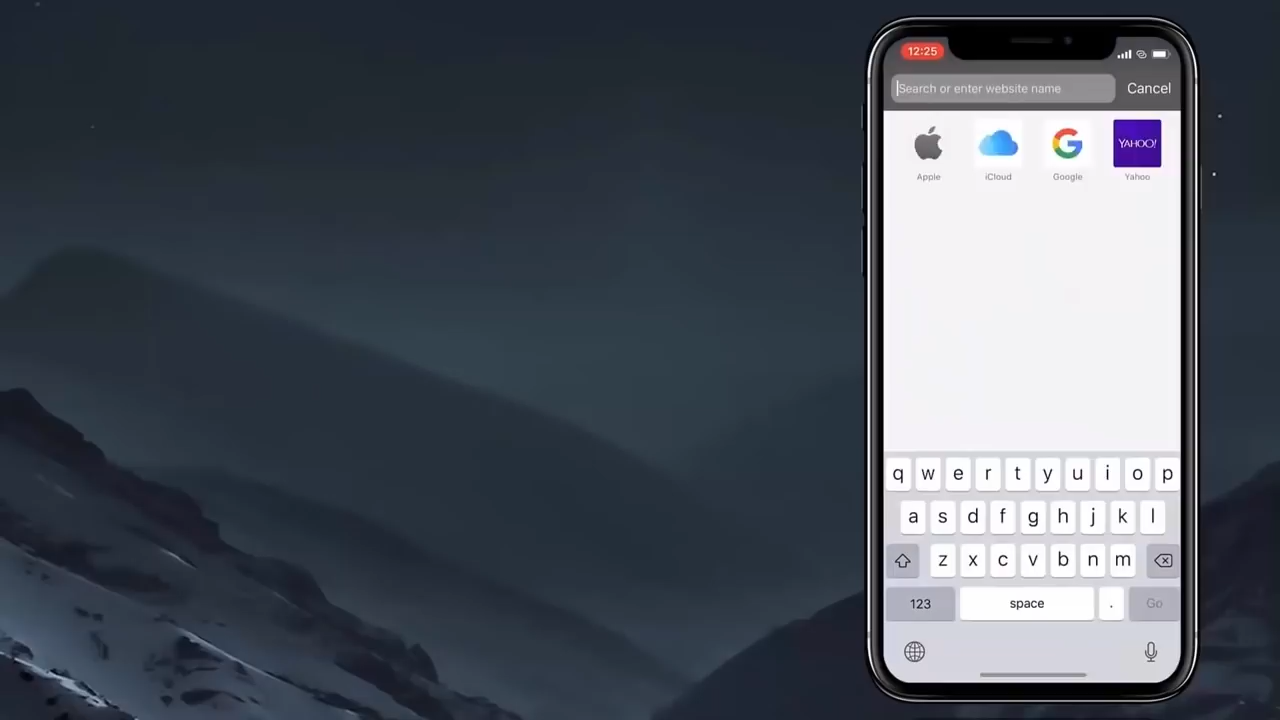 12:25
Search or enter website name Cancel
YAHOO!
Apple iCloud Google Yahoo
q w e r t y u i o p
a s d f g h j k l
z x c v b n m
123 space . Go